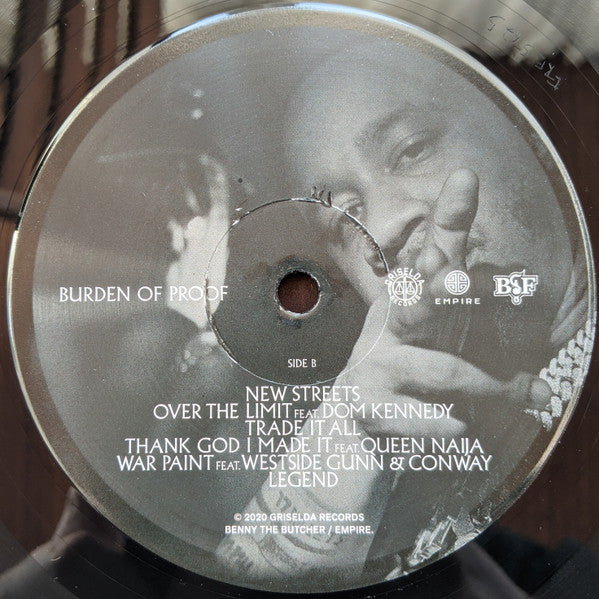 BURDEN OF PROOF
GRISELDA
RECORDS
EMPIRE
BSF
SIDE B
NEW STREETS
OVER THE LIMIT FEAT. DOM KENNEDY
TRADE IT ALL
THANK GOD I MADE IT FEAT. QUEEN NAIJA
WAR PAINT FEAT. WESTSIDE GUNN & CONWAY
LEGEND
© 2020 GRISELDA RECORDS
BENNY THE BUTCHER / EMPIRE.